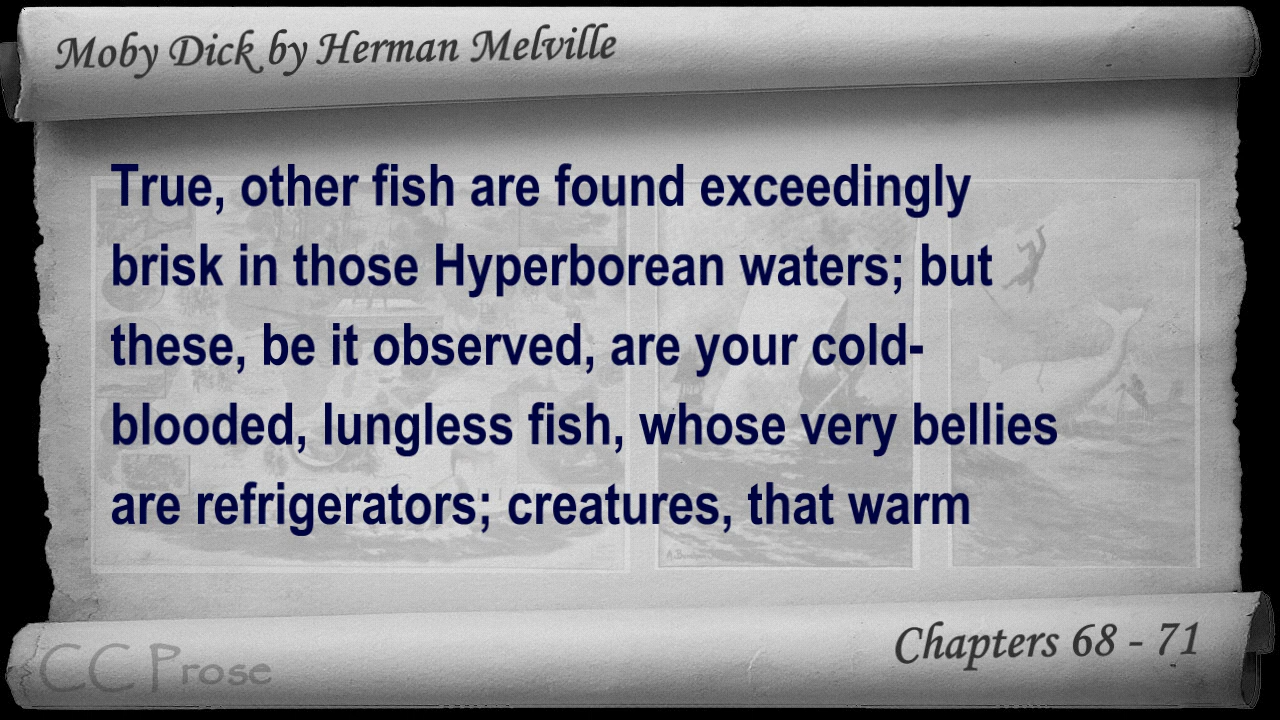 Moby Dick by Herman Melville
True, other fish are found exceedingly
brisk in those Hyperborean waters; but
these, be it observed, are your cold-
blooded, lungless fish, whose very bellies
are refrigerators; creatures, that warm
Chapters 68 - 71
CC Prose